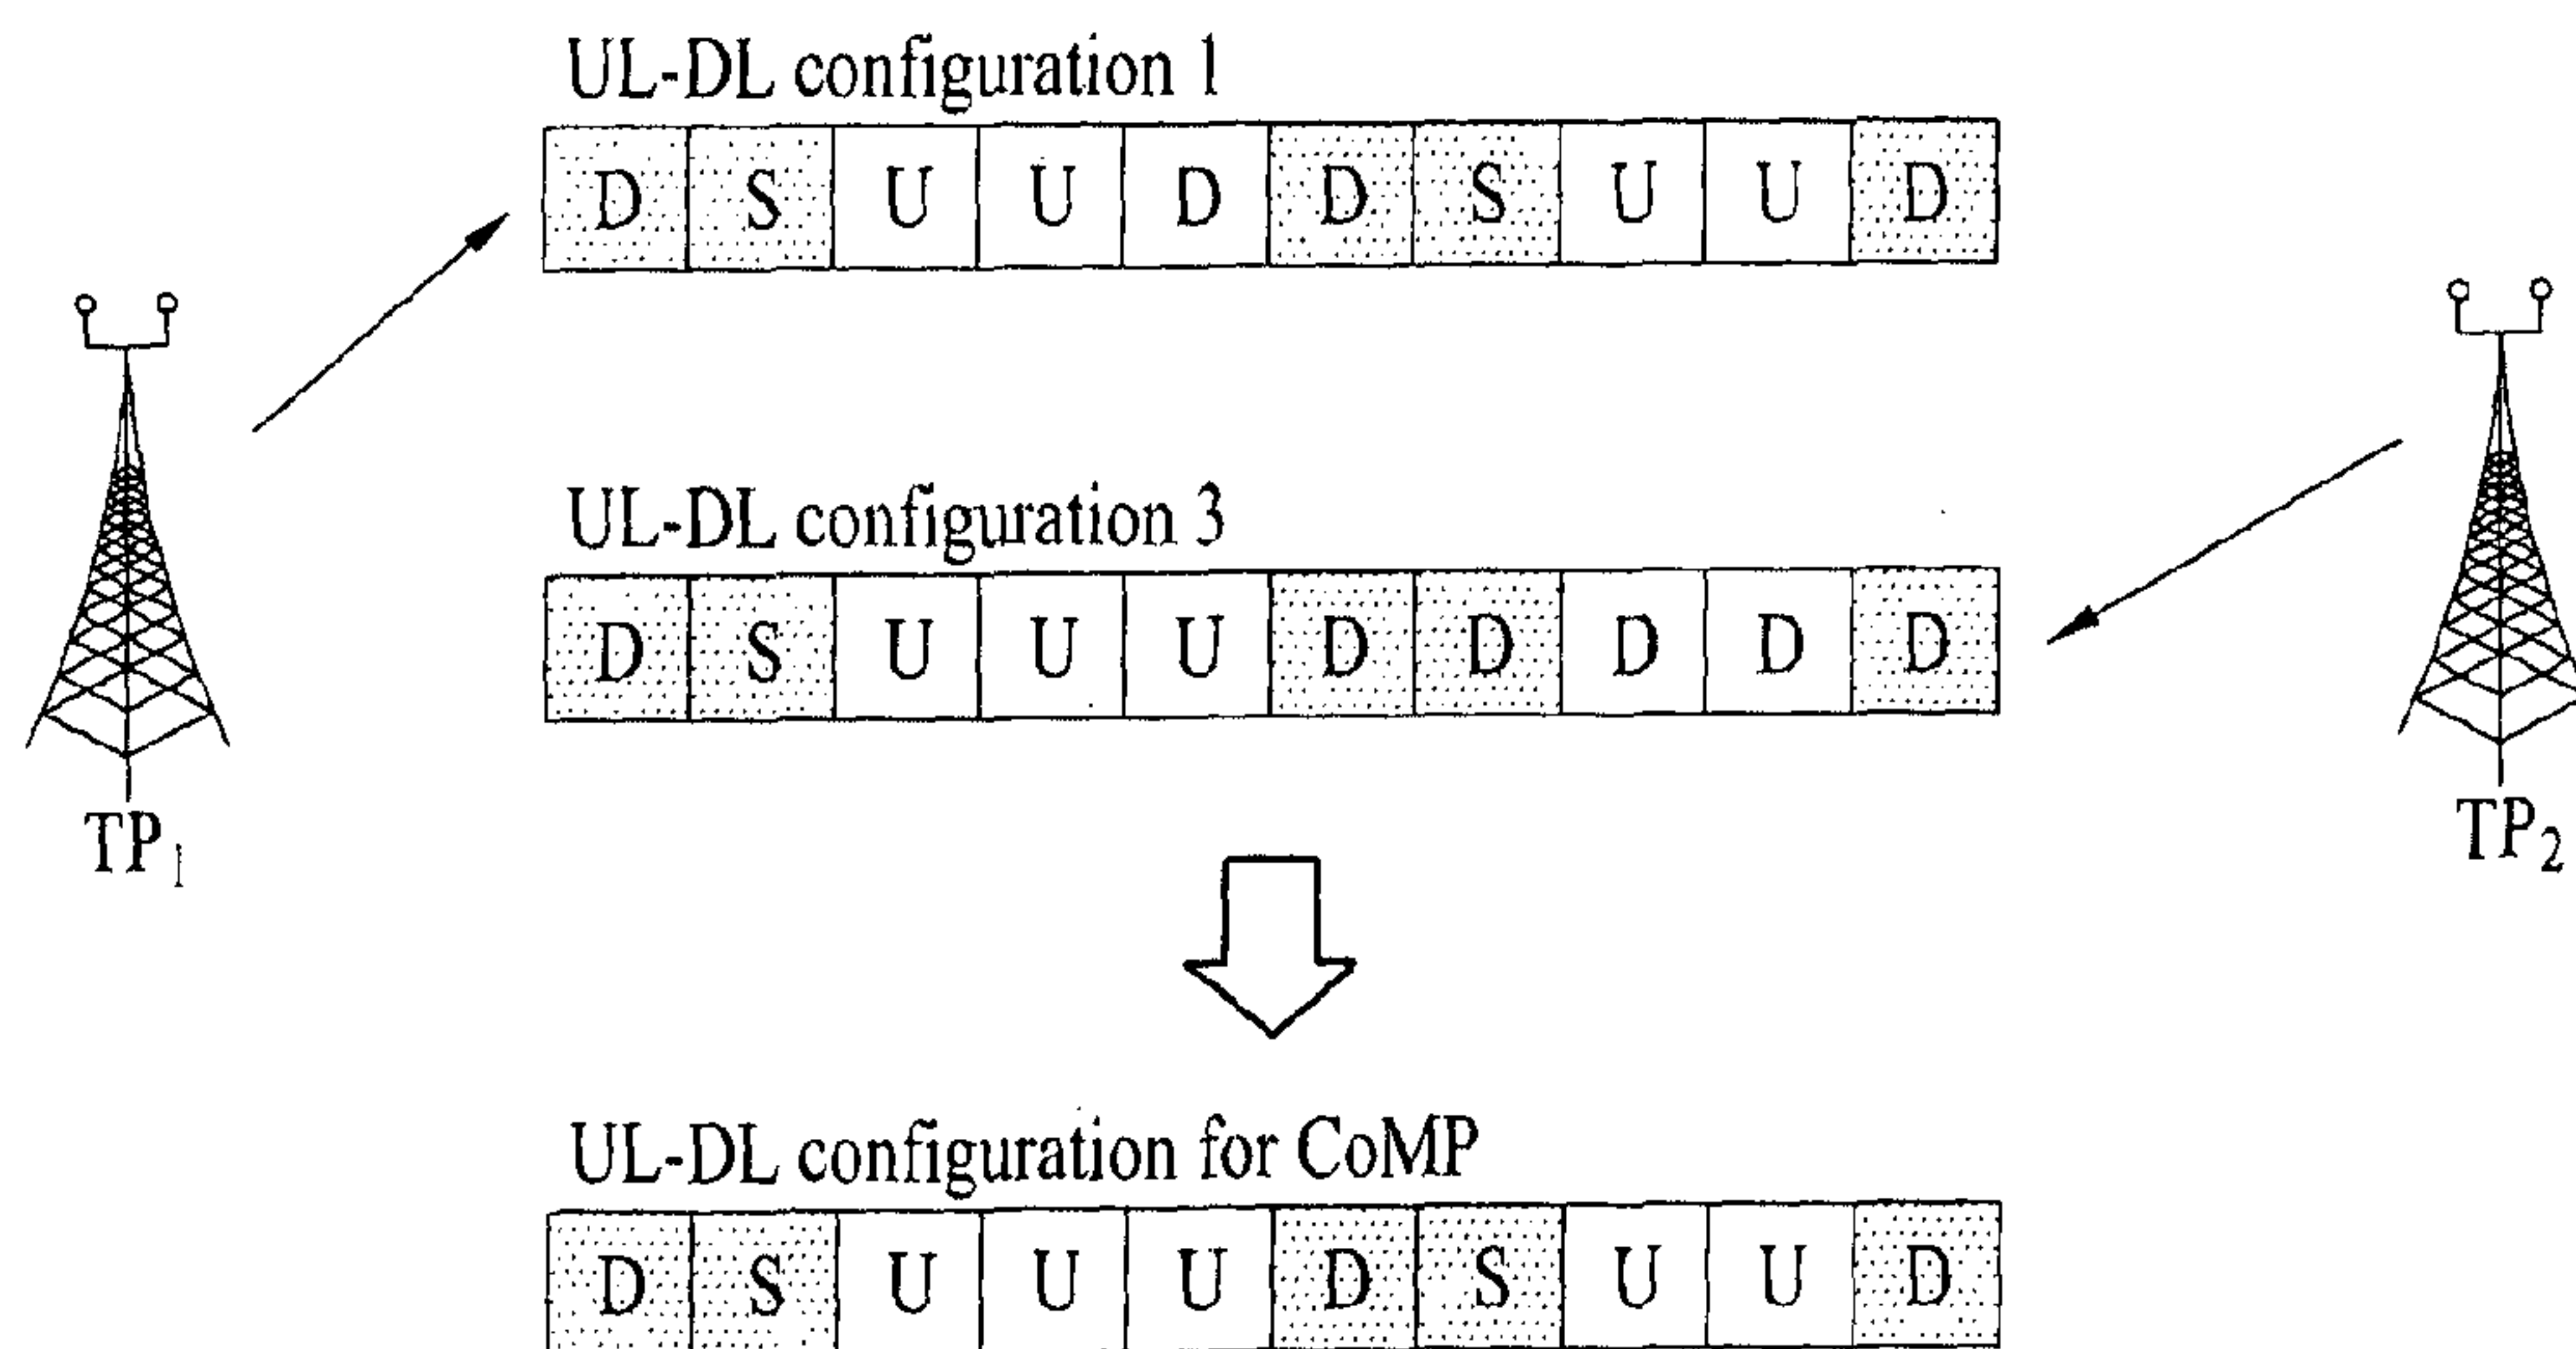 UL-DL configuration 1
D S U U D D S U U D
UL-DL configuration 3
D S U U U D D D D D
TP1
TP2
UL-DL configuration for CoMP
D S U U U D S U U D